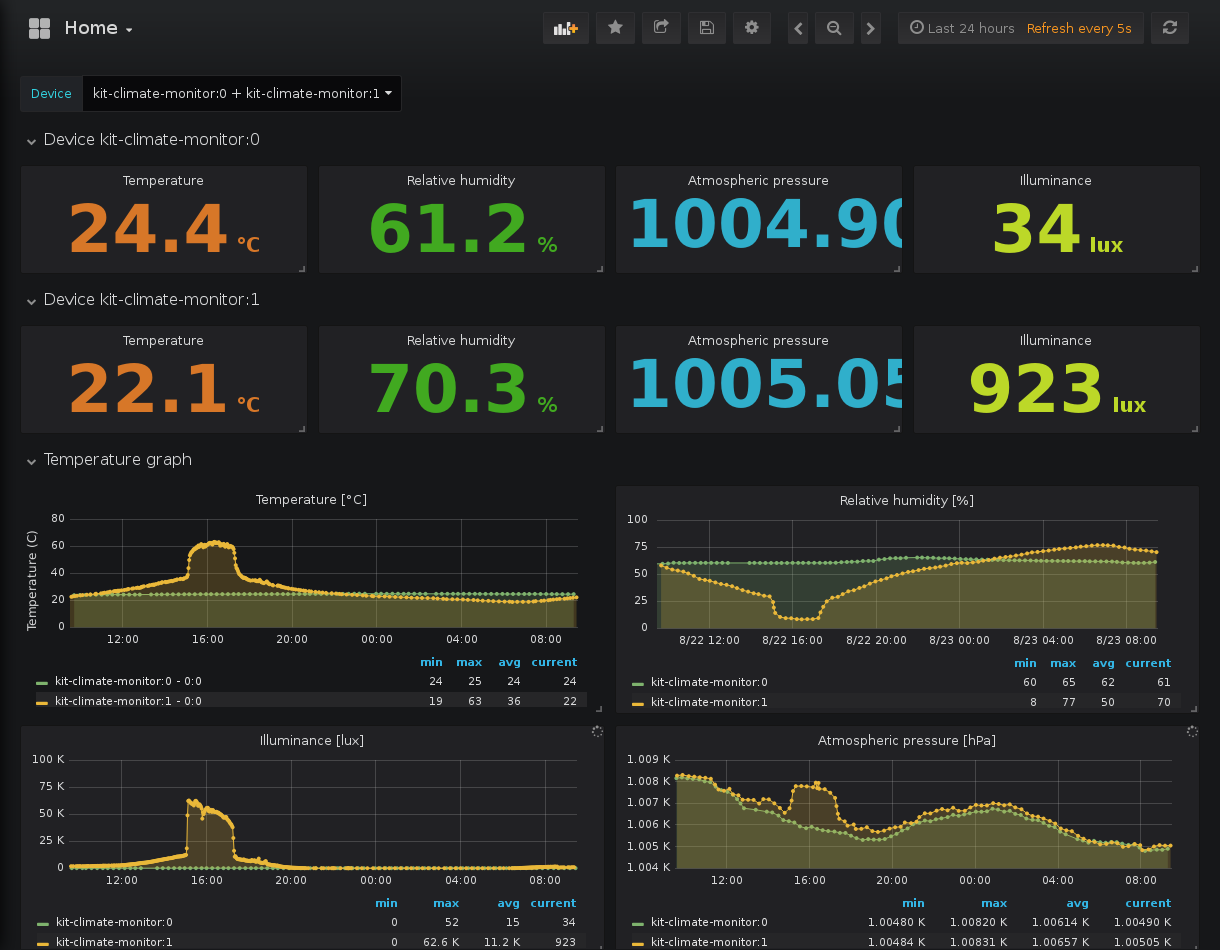 Home
Last 24 hours Refresh every 5s
Device kit-climate-monitor:0 + kit-climate-monitor:1
Device kit-climate-monitor:0
Temperature Relative humidity Atmospheric pressure Illuminance
24.4 °C 61.2 % 1004.90 34 lux
Device kit-climate-monitor:1
Temperature Relative humidity Atmospheric pressure Illuminance
22.1 °C 70.3 % 1005.05 923 lux
Temperature graph
Temperature [°C]
Temperature (C)
80
60
40
20
0
12:00 16:00 20:00 00:00 04:00 08:00
min max avg current
kit-climate-monitor:0 - 0:0 24 25 24 24
kit-climate-monitor:1 - 0:0 19 63 36 22
Relative humidity [%]
100
75
50
25
0
8/22 12:00 8/22 16:00 8/22 20:00 8/23 00:00 8/23 04:00 8/23 08:00
min max avg current
kit-climate-monitor:0 60 65 62 61
kit-climate-monitor:1 8 77 50 70
Illuminance [lux]
100 K
75 K
50 K
25 K
0
12:00 16:00 20:00 00:00 04:00 08:00
min max avg current
kit-climate-monitor:0 0 52 15 34
kit-climate-monitor:1 0 62.6 K 11.2 K 923
Atmospheric pressure [hPa]
1.009 K
1.008 K
1.007 K
1.006 K
1.005 K
1.004 K
12:00 16:00 20:00 00:00 04:00 08:00
min max avg current
kit-climate-monitor:0 1.00480 K 1.00820 K 1.00614 K 1.00490 K
kit-climate-monitor:1 1.00484 K 1.00831 K 1.00657 K 1.00505 K